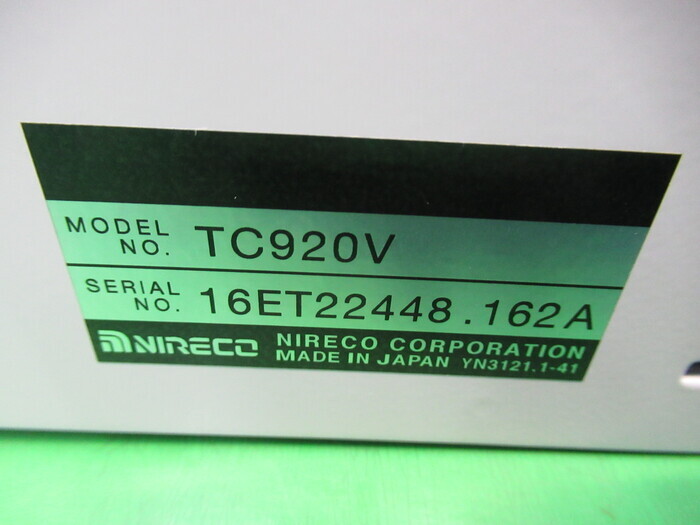 MODEL NO. TC920V
SERIAL NO. 16ET22448.162A
NIRECO NIRECO CORPORATION
MADE IN JAPAN YN3121.1-41